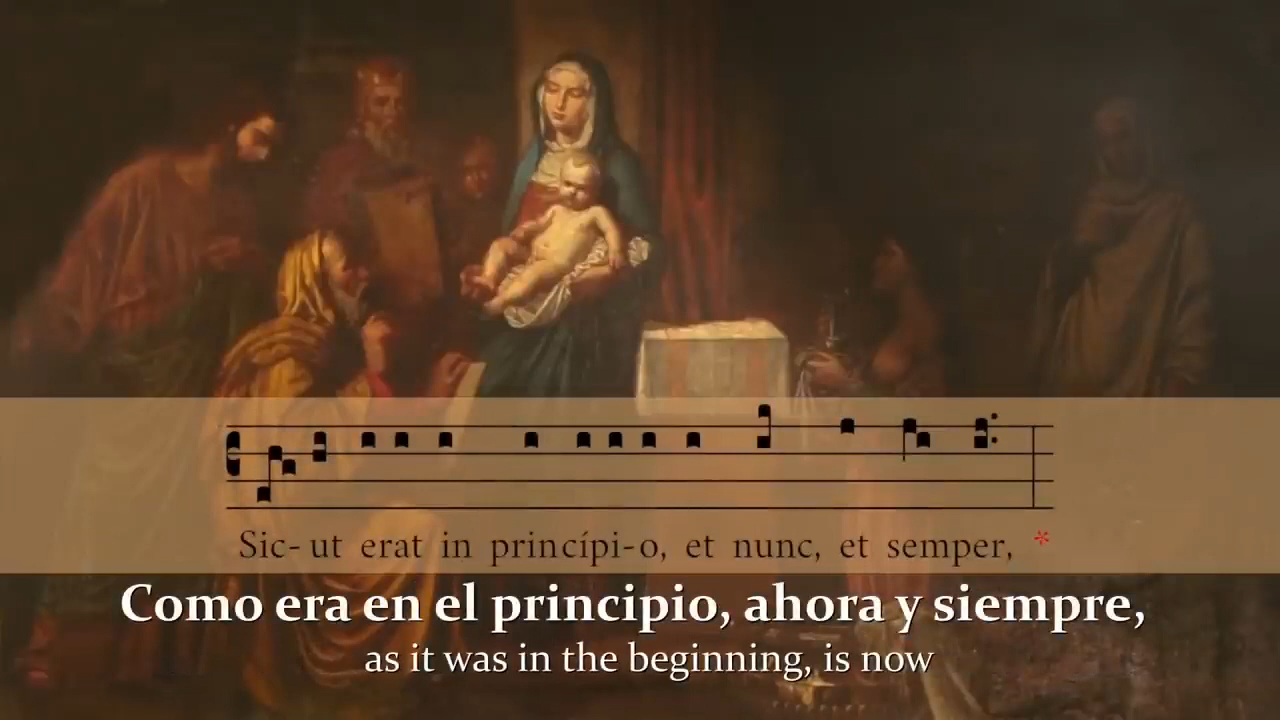 Sic- ut erat in princípi-o, et nunc, et semper, *
Como era en el principio, ahora y siempre,
as it was in the beginning, is now